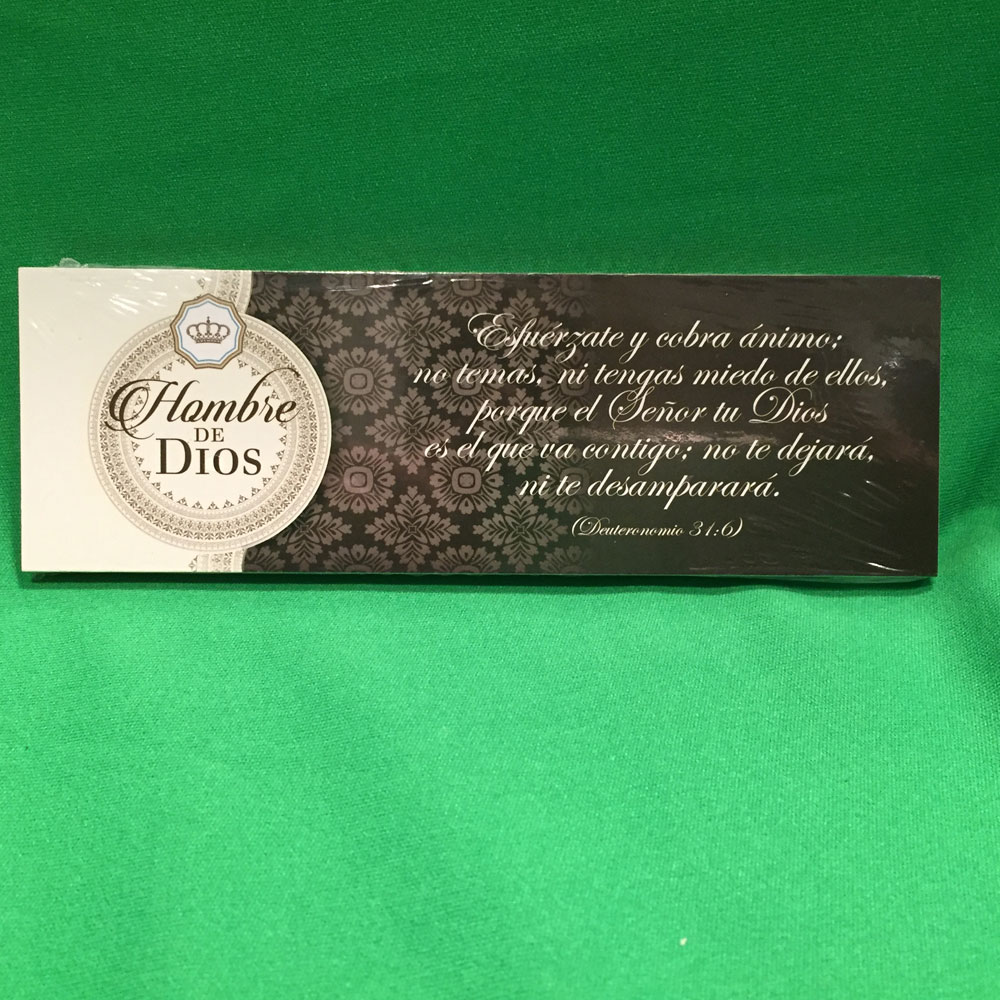 Hombre
DE
DIOS
Esfuérzate y cobra ánimo;
no temas, ni tengas miedo de ellos,
porque el Señor tu Dios
es el que va contigo; no te dejará,
ni te desamparará.
(Deuteronomio 31:6)